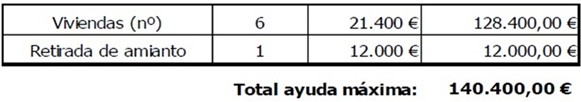 Viviendas (nº) 6 21.400 € 128.400,00 €
Retirada de amianto 1 12.000 € 12.000,00 €
Total ayuda máxima: 140.400,00 €